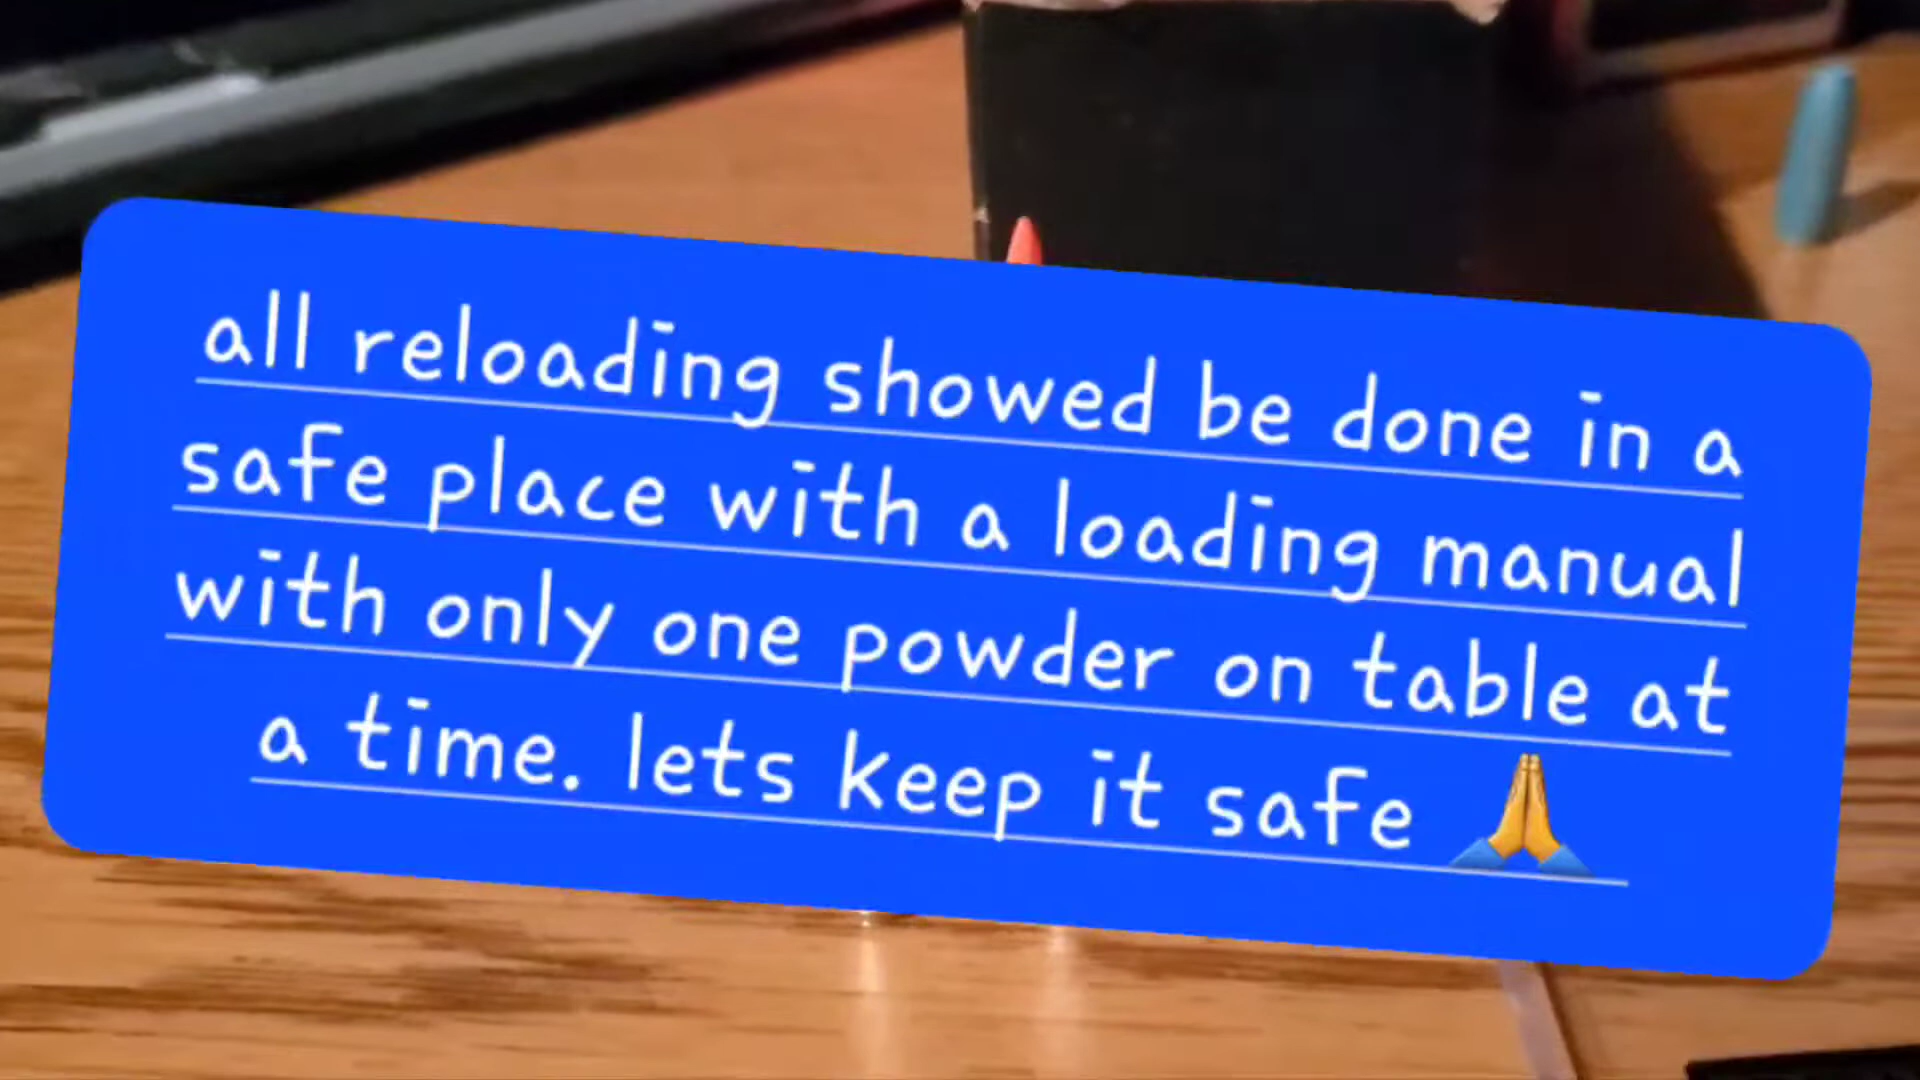 all reloading showed be done in a
safe place with a loading manual
with only one powder on table at
a time. lets keep it safe 🙏